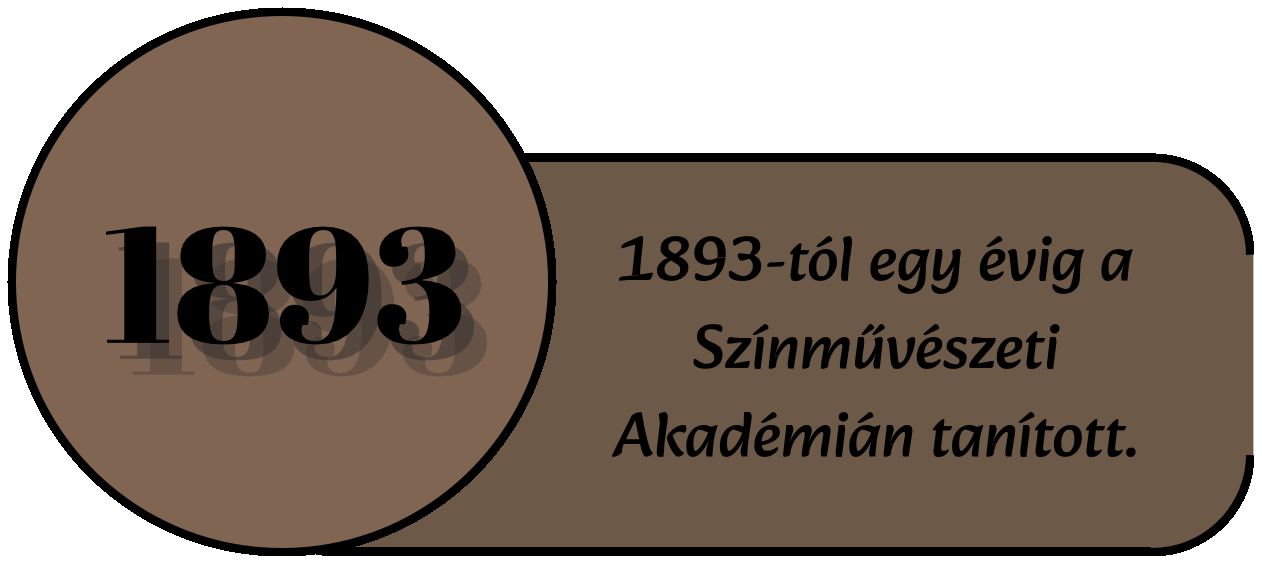 1893
1893-tól egy évig a
Színművészeti
Akadémián tanított.